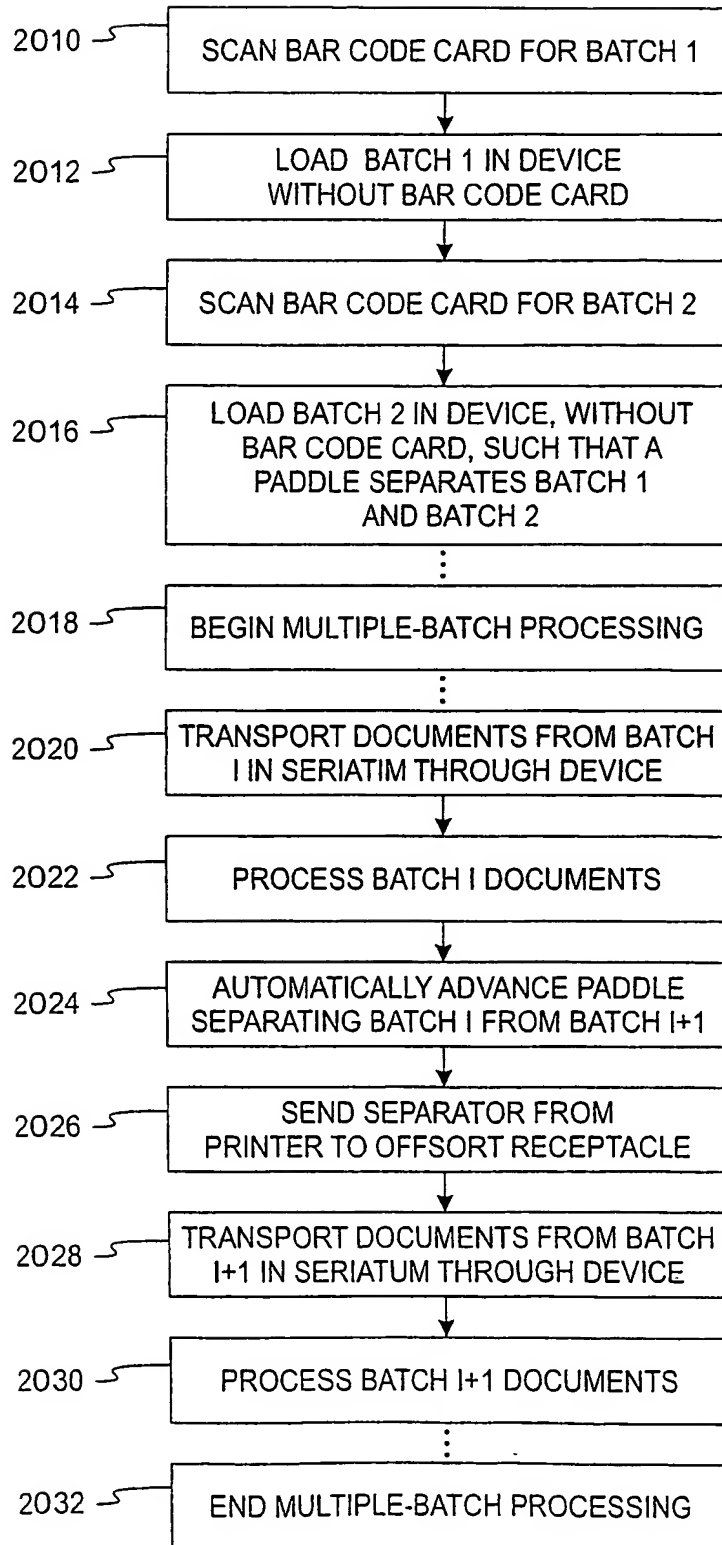 2010
SCAN BAR CODE CARD FOR BATCH 1
2012
LOAD BATCH 1 IN DEVICE
WITHOUT BAR CODE CARD
2014
SCAN BAR CODE CARD FOR BATCH 2
2016
LOAD BATCH 2 IN DEVICE, WITHOUT
BAR CODE CARD, SUCH THAT A
PADDLE SEPARATES BATCH 1
AND BATCH 2
2018
BEGIN MULTIPLE-BATCH PROCESSING
2020
TRANSPORT DOCUMENTS FROM BATCH
I IN SERIATIM THROUGH DEVICE
2022
PROCESS BATCH I DOCUMENTS
2024
AUTOMATICALLY ADVANCE PADDLE
SEPARATING BATCH I FROM BATCH I+1
2026
SEND SEPARATOR FROM
PRINTER TO OFFSORT RECEPTACLE
2028
TRANSPORT DOCUMENTS FROM BATCH
I+1 IN SERIATUM THROUGH DEVICE
2030
PROCESS BATCH I+1 DOCUMENTS
2032
END MULTIPLE-BATCH PROCESSING